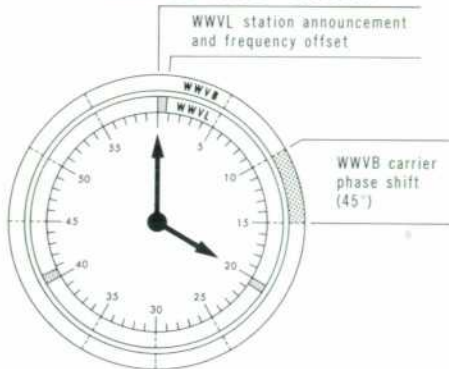 WWVL station announcement
and frequency offset
WWVB
WWVL
55
5
50
10
45
15
40
20
35
25
30
WWVB carrier
phase shift
(45°)